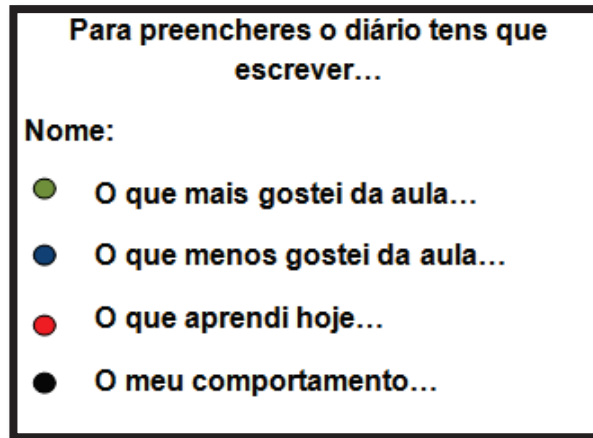 Para preencheres o diário tens que
escrever…
Nome:
O que mais gostei da aula…
O que menos gostei da aula…
O que aprendi hoje…
O meu comportamento…